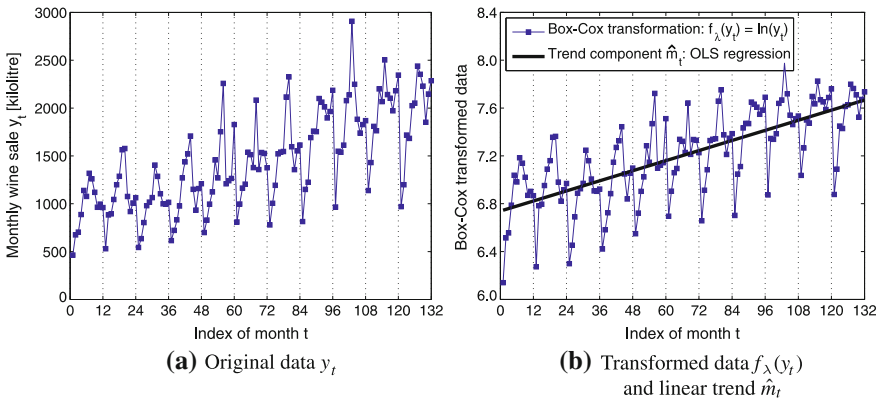 3000
2500
2000
1500
1000
500
0
Monthly wine sale y_t [kilolitre]
0 12 24 36 48 60 72 84 96 108 120 132
Index of month t
(a) Original data y_t
8.4
8.0
7.6
7.2
6.8
6.4
6.0
Box-Cox transformed data
Box-Cox transformation: f_λ(y_t) = ln(y_t)
Trend component m̂_t: OLS regression
0 12 24 36 48 60 72 84 96 108 120 132
Index of month t
(b) Transformed data f_λ(y_t)
and linear trend m̂_t